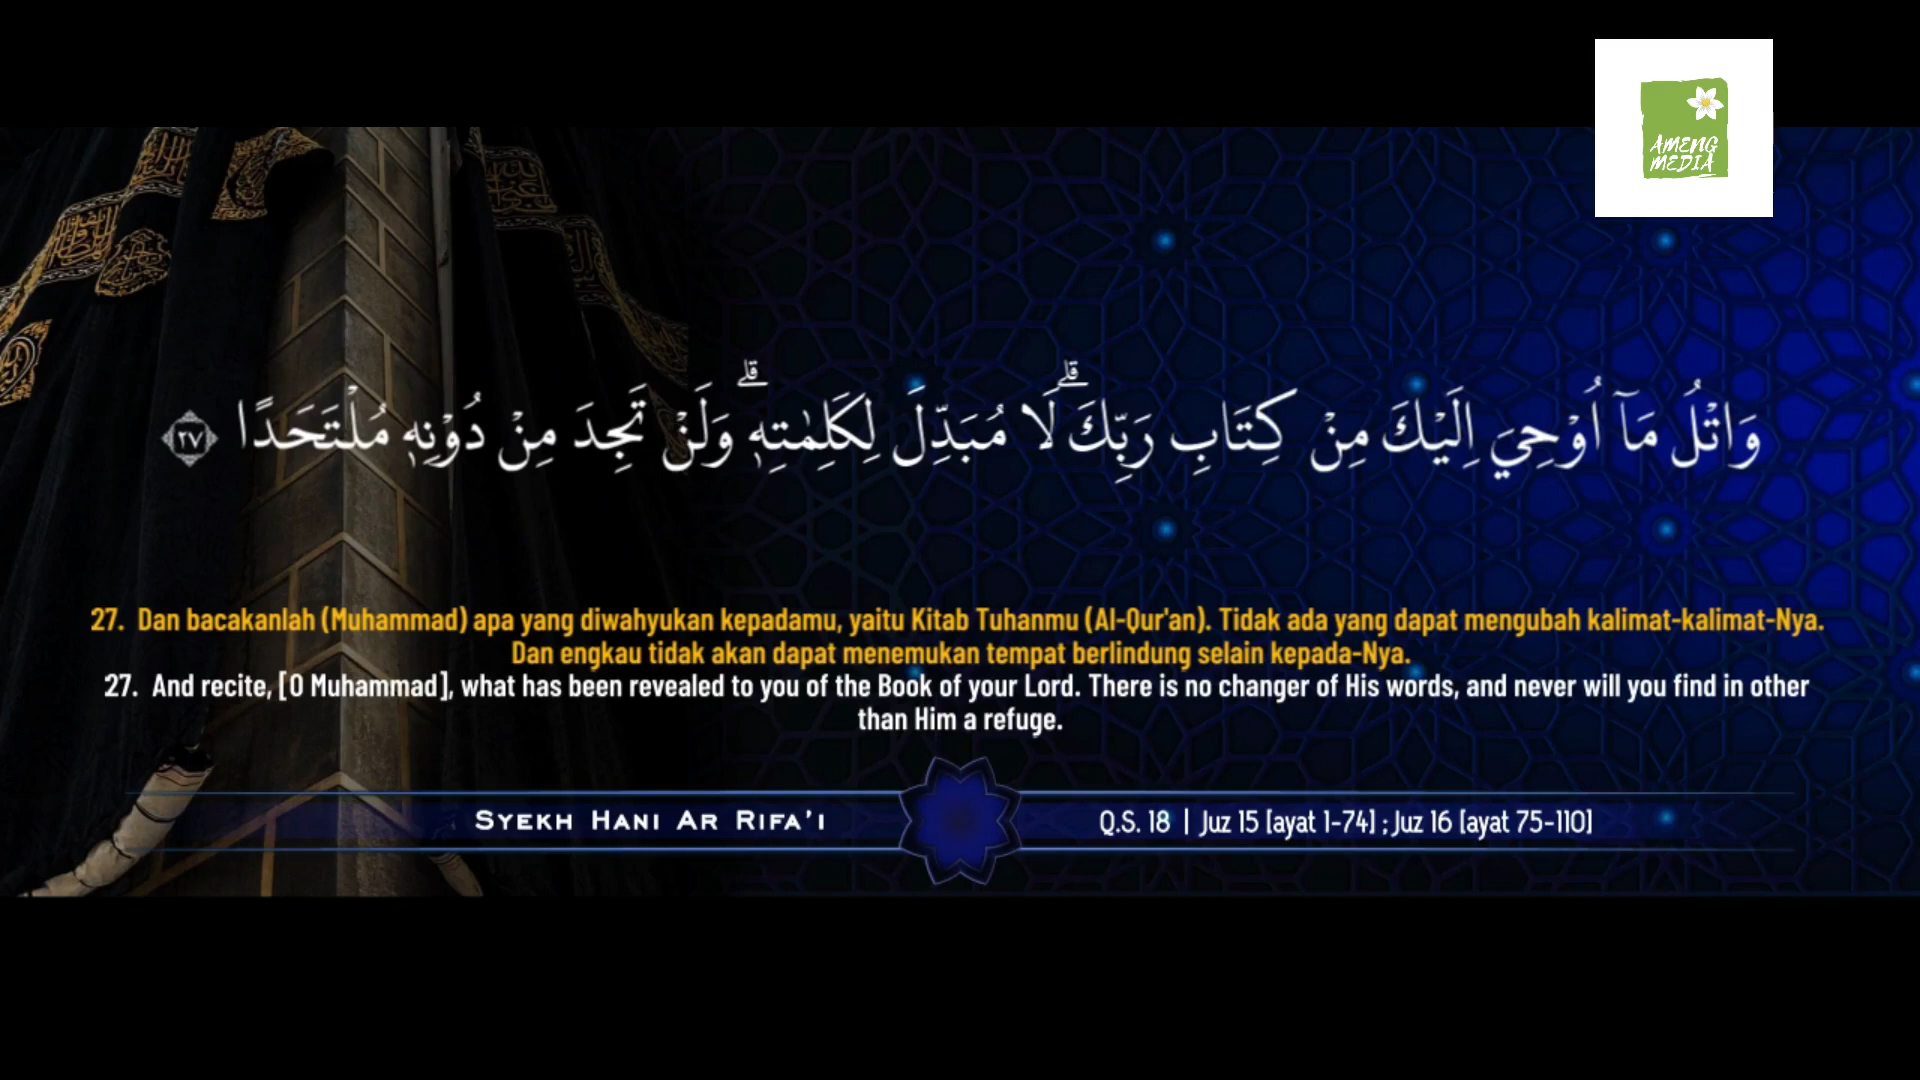 AMENG
MEDIA
وَاتْلُ مَآ اُوْحِيَ اِلَيْكَ مِنْ كِتَابِ رَبِّكَۗ لَا مُبَدِّلَ لِكَلِمٰتِهٖۗ وَلَنْ تَجِدَ مِنْ دُوْنِهٖ مُلْتَحَدًا ٢٧
27. Dan bacakanlah (Muhammad) apa yang diwahyukan kepadamu, yaitu Kitab Tuhanmu (Al-Qur'an). Tidak ada yang dapat mengubah kalimat-kalimat-Nya.
Dan engkau tidak akan dapat menemukan tempat berlindung selain kepada-Nya.
27. And recite, [O Muhammad], what has been revealed to you of the Book of your Lord. There is no changer of His words, and never will you find in other
than Him a refuge.
Syekh Hani Ar Rifa'i
Q.S. 18 | Juz 15 [ayat 1-74] ; Juz 16 [ayat 75-110]